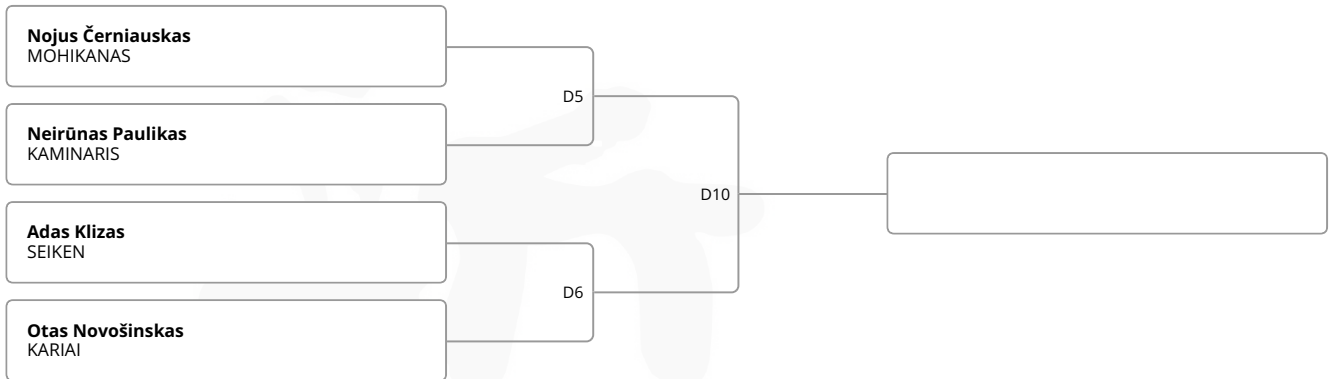 Nojus Černiauskas
MOHIKANAS
D5
Neirūnas Paulikas
KAMINARIS
D10
Adas Klizas
SEIKEN
D6
Otas Novošinskas
KARIAI